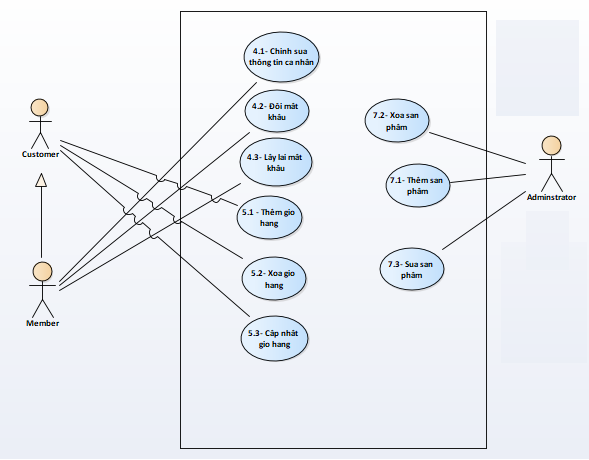 4.1- Chỉnh sua
thông tin ca nhân
4.2- Đổi mât
khâu
4.3- Lây lai mât
khâu
5.1 - Thêm gio
hang
5.2- Xoa gio
hang
5.3- Câp nhât
gio hang
7.2- Xoa san
phâm
7.1- Thêm san
phâm
7.3- Sua san
phâm
Customer
Member
Adminstrator